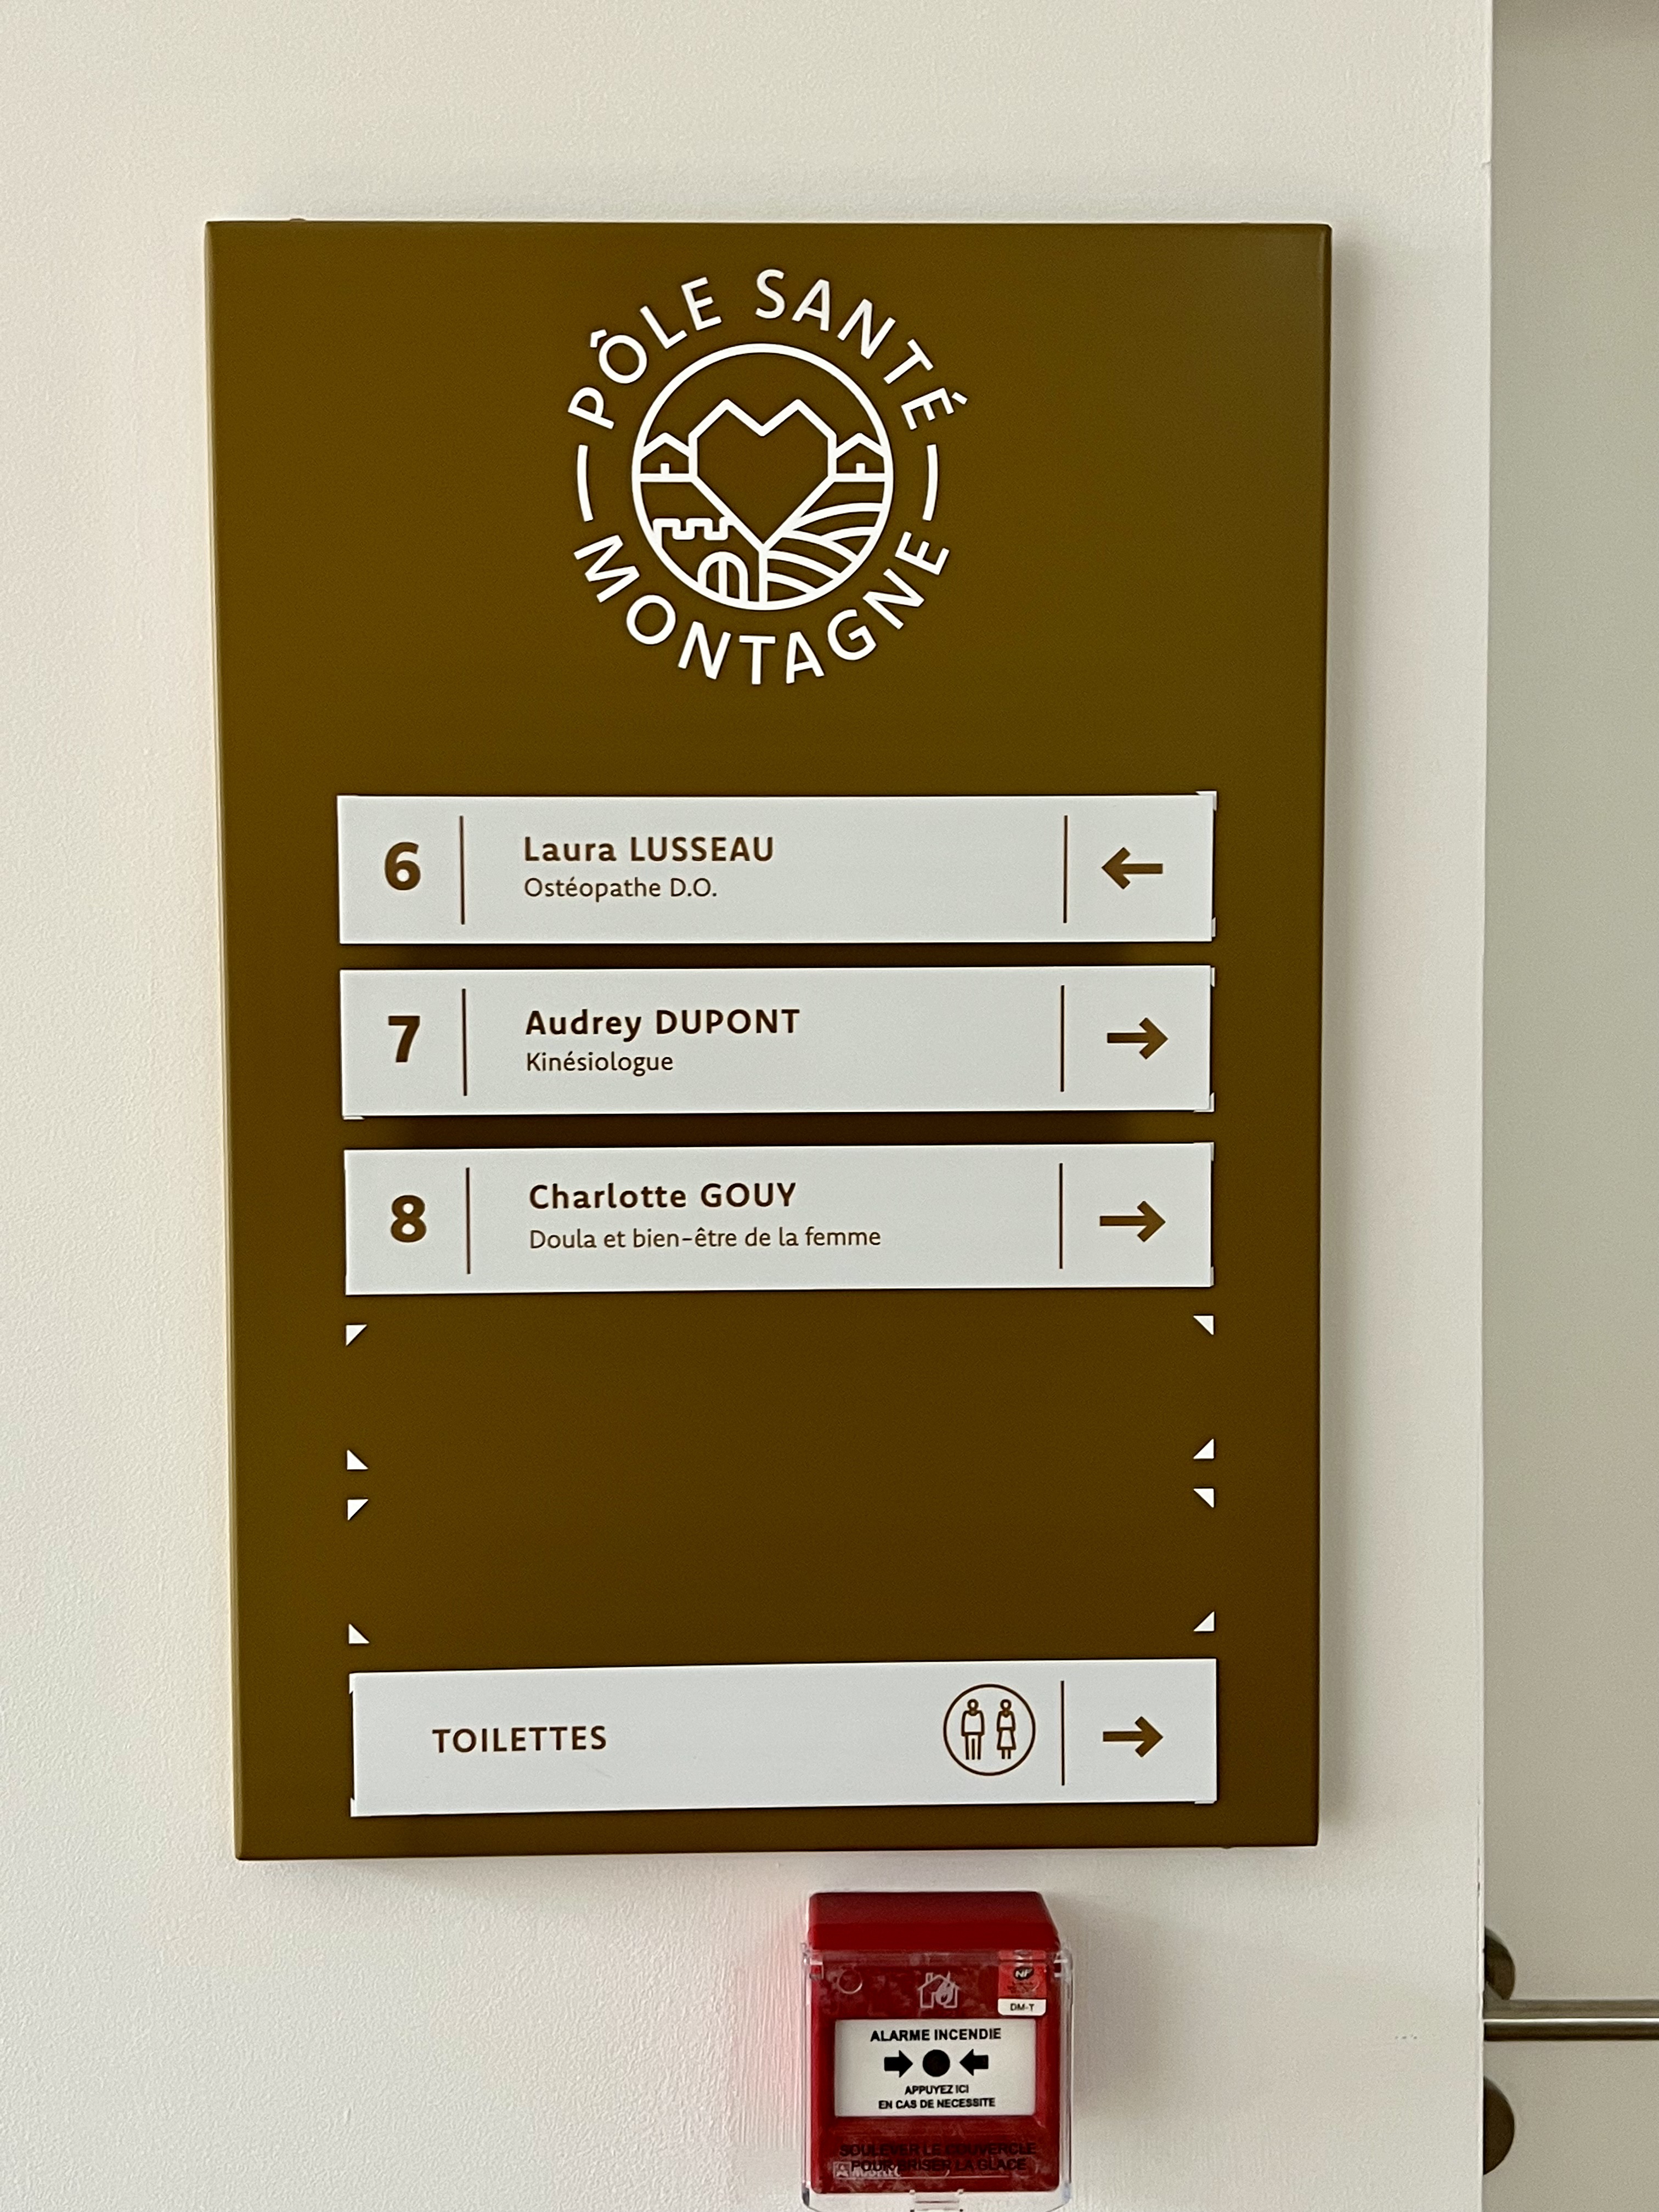 PÔLE SANTÉ
MONTAGNE
6
Laura LUSSEAU
Ostéopathe D.O.
←
7
Audrey DUPONT
Kinésiologue
→
8
Charlotte GOUY
Doula et bien-être de la femme
→
TOILETTES
→
NF
DM-T
ALARME INCENDIE
APPUYEZ ICI
EN CAS DE NECESSITE
SOULEVER LE COUVERCLE
POUR BRISER LA GLACE